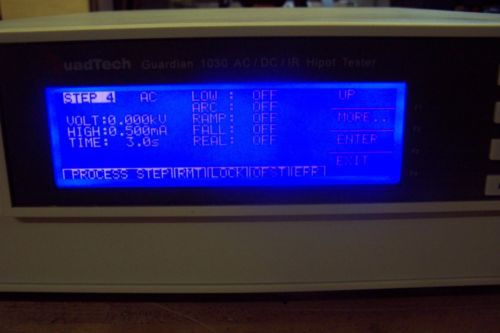 QuadTech Guardian 1030 AC/DC/IR Hipot Tester
STEP 4 AC LOW : OFF UP
ARC : OFF
VOLT:0.000kV RAMP: OFF MORE..
HIGH:0.500mA FALL: OFF ENTER
TIME: 3.0s REAL: OFF
EXIT
PROCESS STEP RMT LOCK OFST ERR